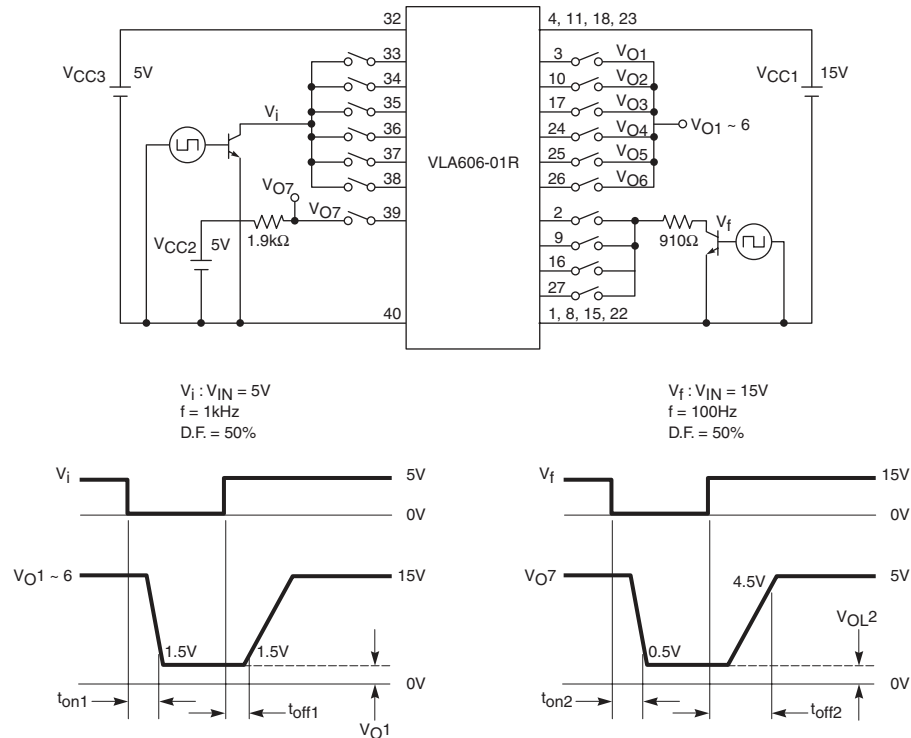 32
4, 11, 18, 23
VCC3
5V
33
34
35
36
37
38
39
Vi
VO7
VO7
1.9kΩ
VCC2
5V
40
VLA606-01R
3
10
17
24
25
26
2
9
16
27
VO1
VO2
VO3
VO4
VO5
VO6
VO1 ~ 6
VCC1
15V
910Ω
Vf
1, 8, 15, 22
Vi : VIN = 5V
f = 1kHz
D.F. = 50%
Vf : VIN = 15V
f = 100Hz
D.F. = 50%
Vi
5V
0V
VO1 ~ 6
15V
1.5V
1.5V
0V
ton1
toff1
VO1
Vf
15V
0V
VO7
4.5V
5V
VOL2
0.5V
0V
ton2
toff2